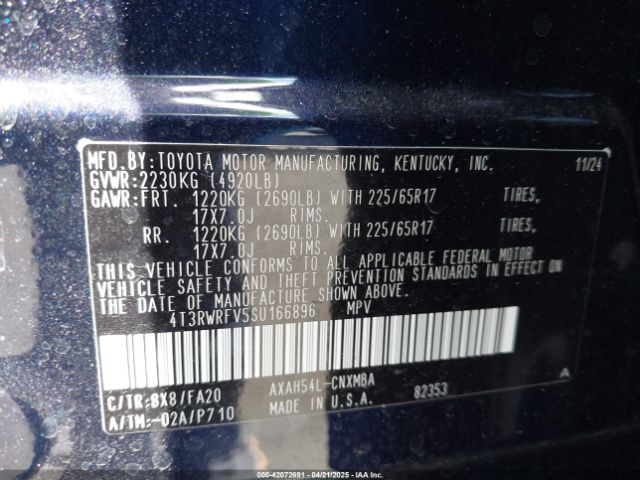 MFD.BY:TOYOTA MOTOR MANUFACTURING, KENTUCKY, INC. 11/24
GVWR:2230KG (4920LB)
GAWR:FRT. 1220KG (2690LB) WITH 225/65R17 TIRES,
17X7.0J RIMS.
RR. 1220KG (2690LB) WITH 225/65R17 TIRES,
17X7.0J RIMS.
THIS VEHICLE CONFORMS TO ALL APPLICABLE FEDERAL MOTOR
VEHICLE SAFETY AND THEFT PREVENTION STANDARDS IN EFFECT ON
THE DATE OF MANUFACTURE SHOWN ABOVE.
4T3RWRFV5SU166896 MPV
C/TR:8X8/FA20 AXAH54L-CNXMBA A
A/TM:-02A/P710 MADE IN U.S.A. 82353
000-42072691 - 04/21/2025 - IAAI.COM